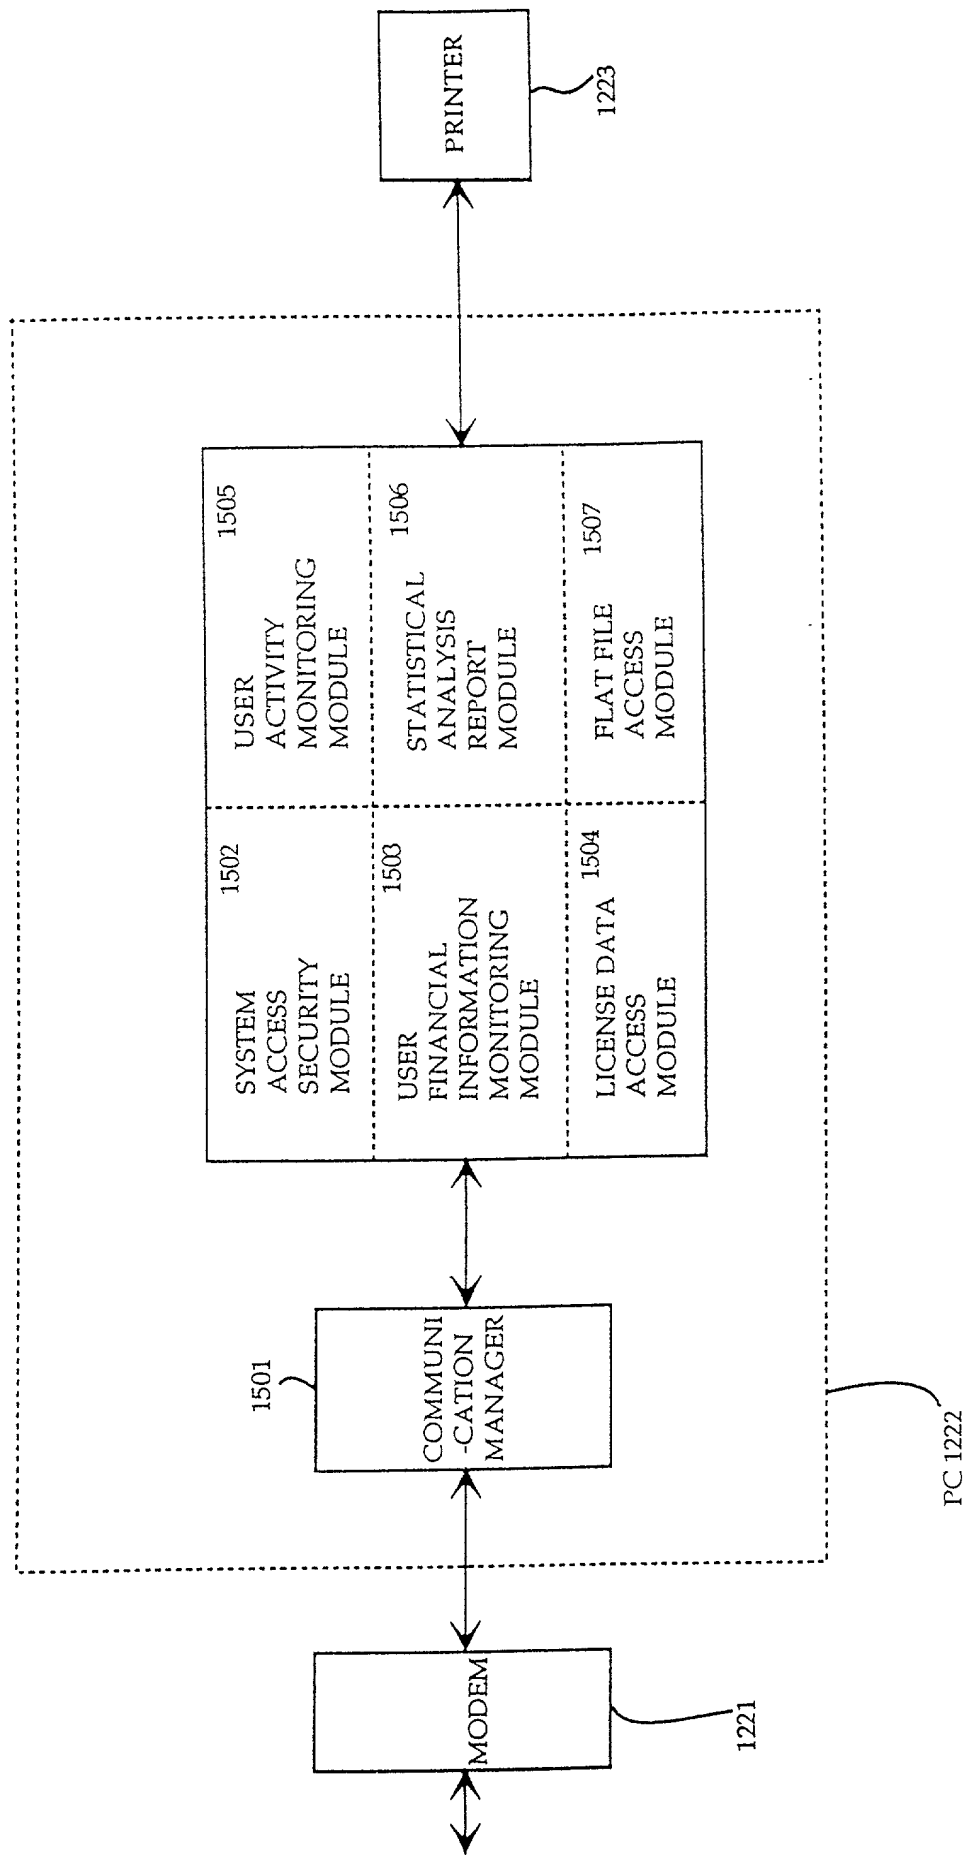 MODEM
1221
1501
COMMUNI
-CATION
MANAGER
PC 1222
1502
SYSTEM
ACCESS
SECURITY
MODULE
1503
USER
FINANCIAL
INFORMATION
MONITORING
MODULE
1504
LICENSE DATA
ACCESS
MODULE
1505
USER
ACTIVITY
MONITORING
MODULE
1506
STATISTICAL
ANALYSIS
REPORT
MODULE
1507
FLAT FILE
ACCESS
MODULE
PRINTER
1223